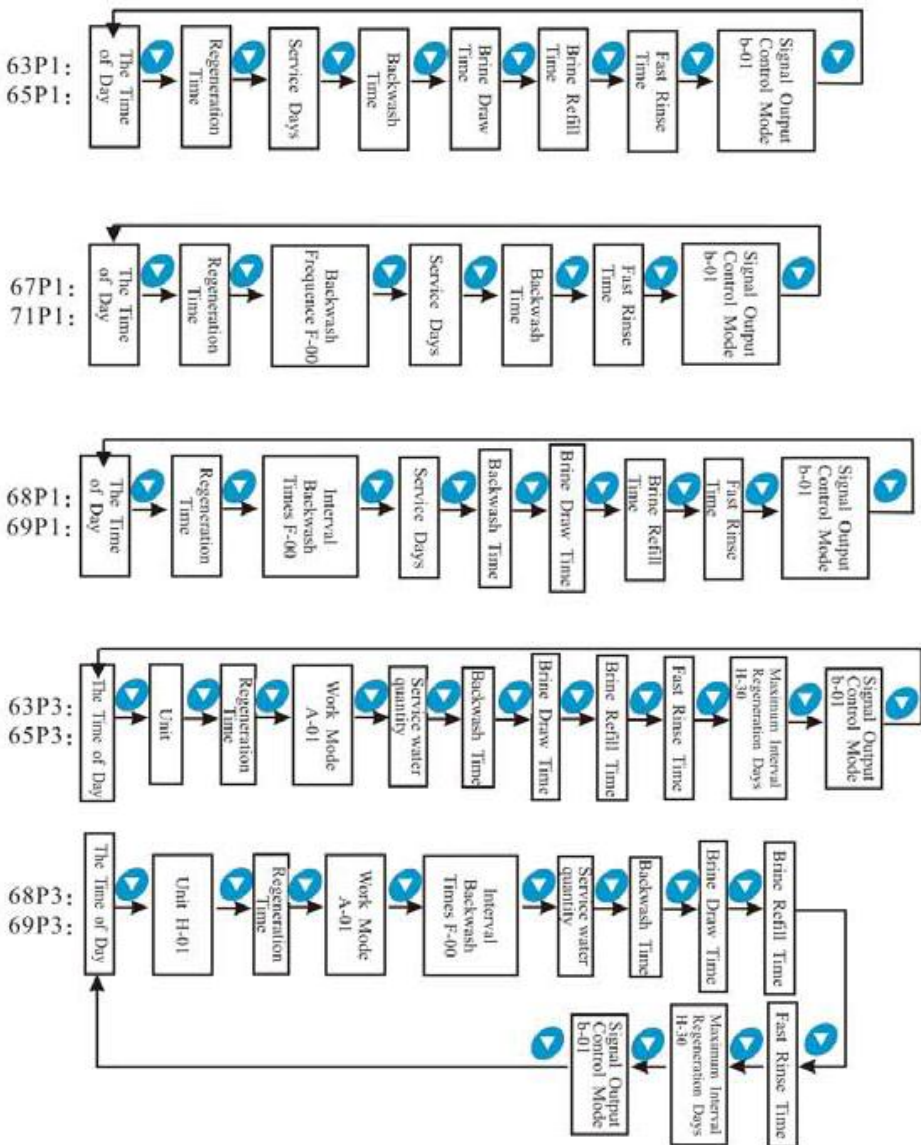 63P1:
65P1:
The Time
of Day
Regeneration
Time
Service Days
Backwash
Time
Brine Draw
Time
Brine Refill
Time
Fast Rinse
Time
Signal Output
Control Mode
b-01
67P1:
71P1:
The Time
of Day
Regeneration
Time
Backwash
Frequence F-00
Service Days
Backwash
Time
Fast Rinse
Time
Signal Output
Control Mode
b-01
68P1:
69P1:
The Time
of Day
Regeneration
Time
Interval
Backwash
Times F-00
Service Days
Backwash Time
Brine Draw Time
Brine Refill
Time
Fast Rinse
Time
Signal Output
Control Mode
b-01
63P3:
65P3:
The Time of Day
Unit
Regeneration
Time
Work Mode
A-01
Service water
quantity
Backwash Time
Brine Draw Time
Brine Refill Time
Fast Rinse Time
Maximum Interval
Regeneration Days
H-30
Signal Output
Control Mode
b-01
68P3:
69P3:
The Time of Day
Unit H-01
Regeneration
Time
Work Mode
A-01
Interval
Backwash
Times F-00
Service water
quantity
Backwash Time
Brine Draw Time
Brine Refill Time
Fast Rinse Time
Maximum Interval
Regeneration Days
H-30
Signal Output
Control Mode
b-01